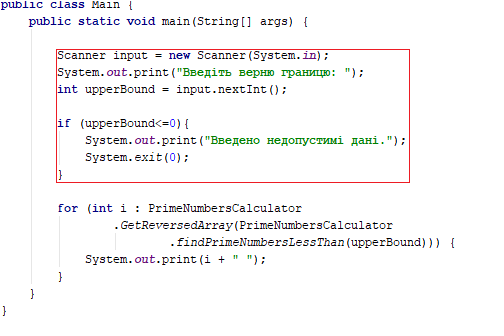 public class Main {
public static void main(String[] args) {
Scanner input = new Scanner(System.in);
System.out.print("Введіть верню границю: ");
int upperBound = input.nextInt();
if (upperBound<=0){
System.out.print("Введено недопустимі дані.");
System.exit(0);
}
for (int i : PrimeNumbersCalculator
.GetReversedArray(PrimeNumbersCalculator
.findPrimeNumbersLessThan(upperBound))) {
System.out.print(i + " ");
}
}
}